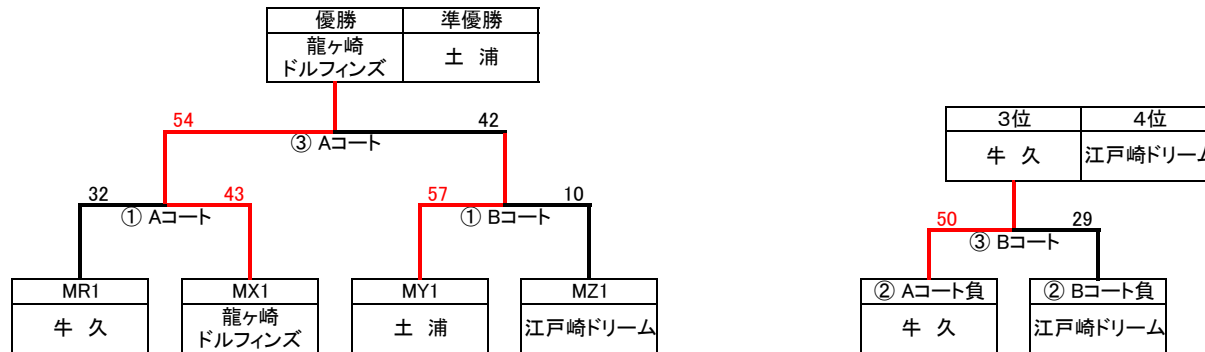 優勝 準優勝
龍ヶ崎
ドルフィンズ
土 浦
54 42
③ Aコート
3位 4位
牛 久 江戸崎ドリーム
32 43 57 10
① Aコート ① Bコート
50 29
③ Bコート
MR1 MX1 MY1 MZ1
牛 久
龍ヶ崎
ドルフィンズ
土 浦
江戸崎ドリーム
② Aコート負 ② Bコート負
牛 久 江戸崎ドリーム